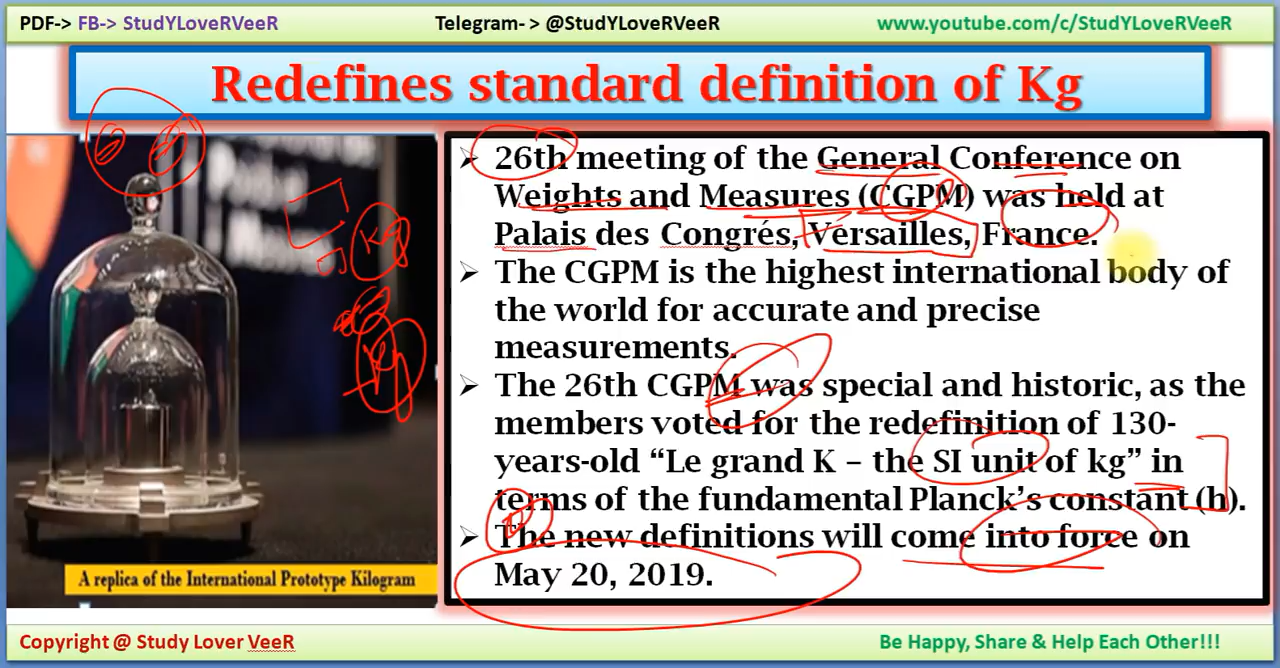 PDF-> FB-> StudYLoveRVeeR
Telegram- > @StudYLoveRVeeR
www.youtube.com/c/StudYLoveRVeeR
Redefines standard definition of Kg
➢ 26th meeting of the General Conference on
Weights and Measures (CGPM) was held at
Palais des Congrés, Versailles, France.
➢ The CGPM is the highest international body of
the world for accurate and precise
measurements.
➢ The 26th CGPM was special and historic, as the
members voted for the redefinition of 130-
years-old “Le grand K – the SI unit of kg” in
terms of the fundamental Planck’s constant (h).
➢ The new definitions will come into force on
May 20, 2019.
Kg
Kg
A replica of the International Prototype Kilogram
Copyright @ Study Lover VeeR
Be Happy, Share & Help Each Other!!!